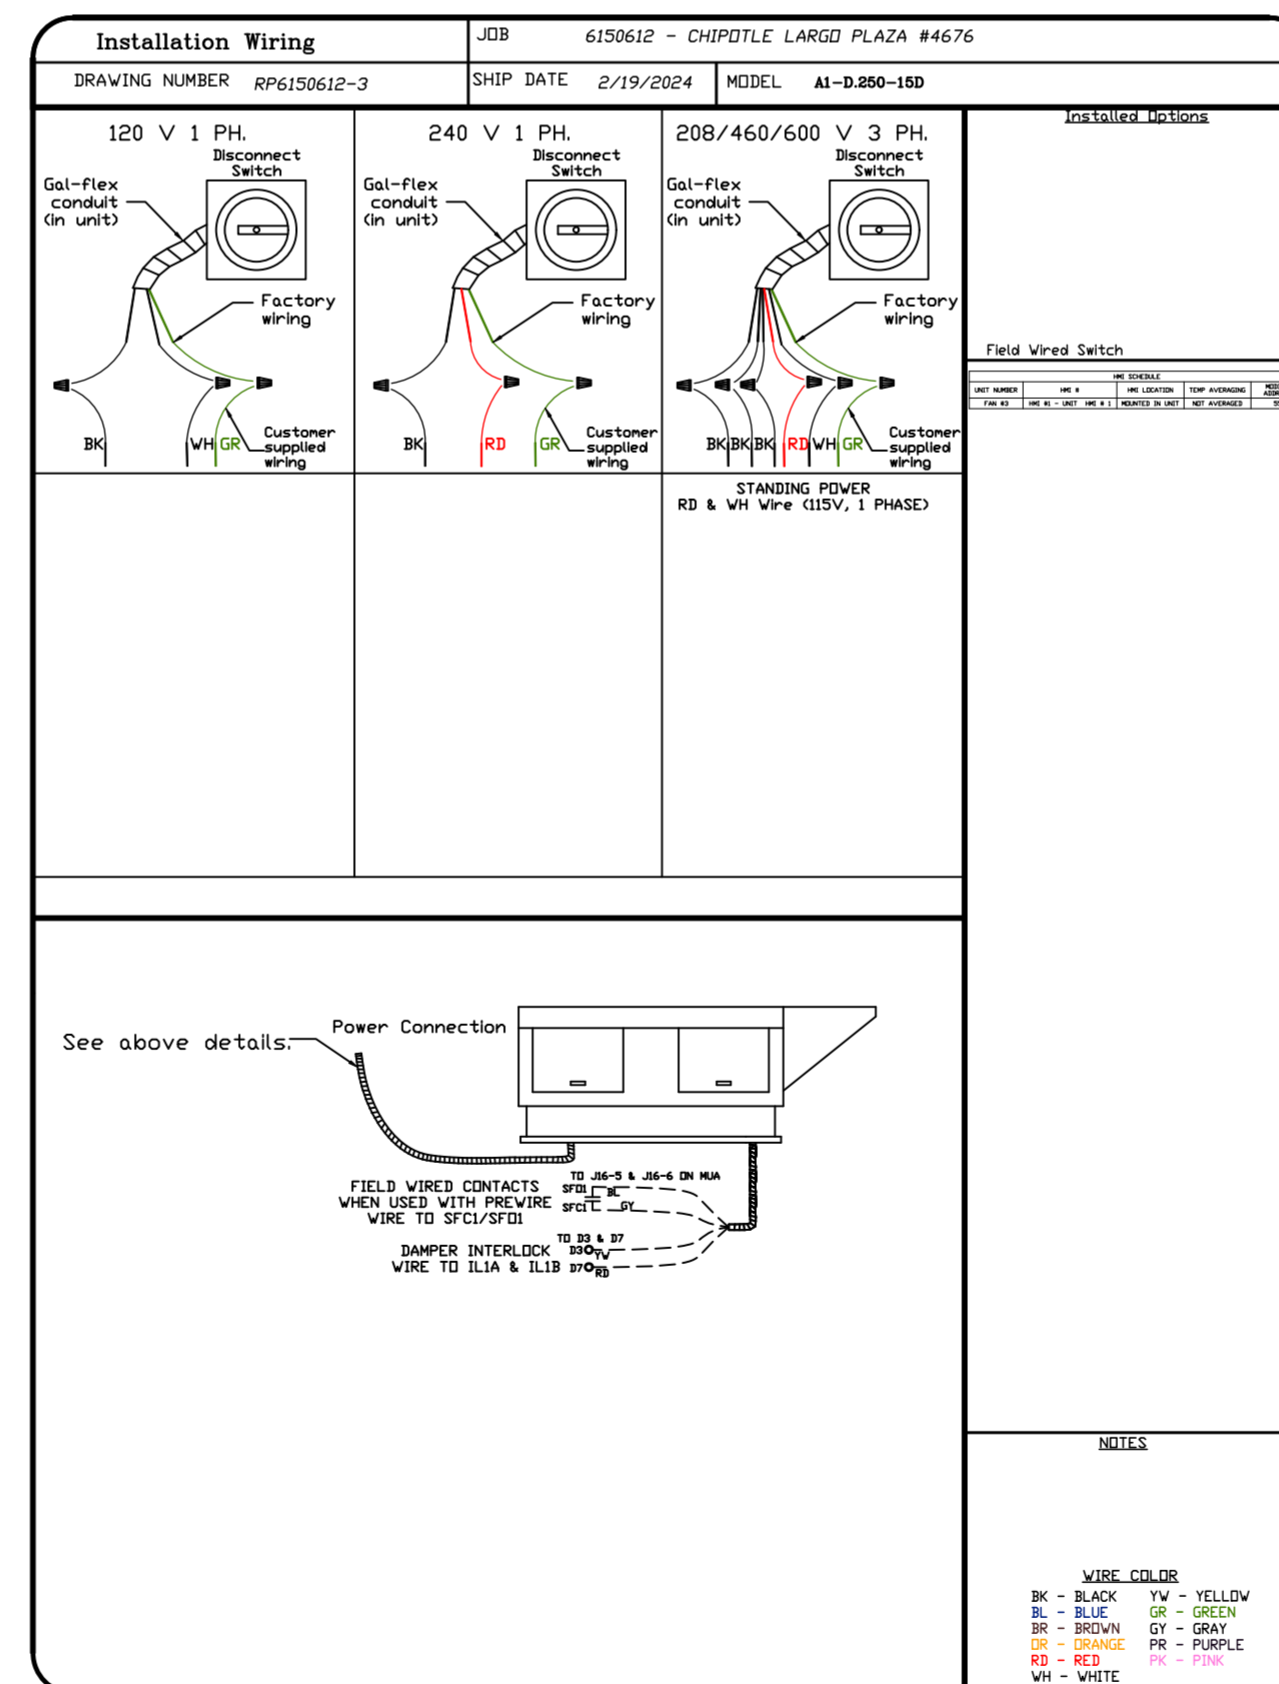 Installation Wiring
JOB 6150612 - CHIPOTLE LARGO PLAZA #4676
DRAWING NUMBER RP6150612-3
SHIP DATE 2/19/2024
MODEL A1-D.250-15D
120 V 1 PH.
Disconnect
Switch
Gal-flex
conduit
(in unit)
Factory
wiring
BK WH GR
Customer
supplied
wiring
240 V 1 PH.
Disconnect
Switch
Gal-flex
conduit
(in unit)
Factory
wiring
BK RD GR
Customer
supplied
wiring
208/460/600 V 3 PH.
Disconnect
Switch
Gal-flex
conduit
(in unit)
Factory
wiring
BK BK BK RD WH GR
Customer
supplied
wiring
STANDING POWER
RD & WH Wire (115V, 1 PHASE)
Installed Options
Field Wired Switch
HMI SCHEDULE
UNIT NUMBER HMI # HMI LOCATION TEMP AVERAGING
FAN #3 HMI #1 - UNIT HMI # 1 MOUNTED IN UNIT NOT AVERAGED
See above details.
Power Connection
TO J16-5 & J16-6 ON MUA
FIELD WIRED CONTACTS
WHEN USED WITH PREWIRE
WIRE TO SFC1/SFO1
SFO1 BL
SFC1 GY
TO D3 & D7
DAMPER INTERLOCK
WIRE TO IL1A & IL1B
D3 YW
D7 RD
NOTES
WIRE COLOR
BK - BLACK YW - YELLOW
BL - BLUE GR - GREEN
BR - BROWN GY - GRAY
OR - ORANGE PR - PURPLE
RD - RED PK - PINK
WH - WHITE